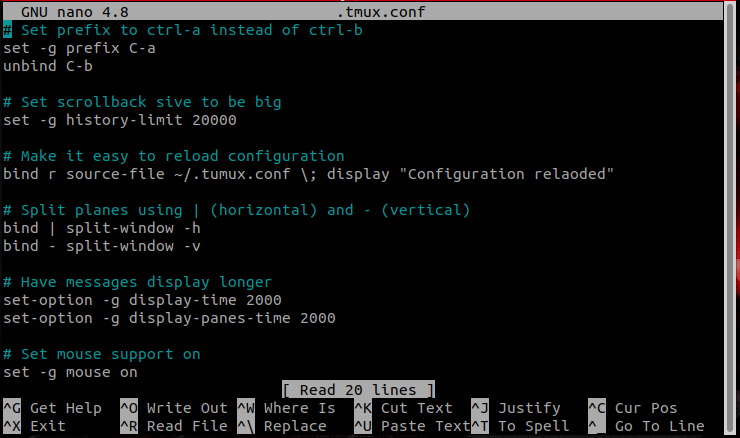 GNU nano 4.8 .tmux.conf
# Set prefix to ctrl-a instead of ctrl-b
set -g prefix C-a
unbind C-b
# Set scrollback sive to be big
set -g history-limit 20000
# Make it easy to reload configuration
bind r source-file ~/.tumux.conf \; display "Configuration relaoded"
# Split planes using | (horizontal) and - (vertical)
bind | split-window -h
bind - split-window -v
# Have messages display longer
set-option -g display-time 2000
set-option -g display-panes-time 2000
# Set mouse support on
set -g mouse on
[ Read 20 lines ]
^G Get Help ^O Write Out ^W Where Is ^K Cut Text ^J Justify ^C Cur Pos
^X Exit ^R Read File ^\ Replace ^U Paste Text ^T To Spell ^_ Go To Line